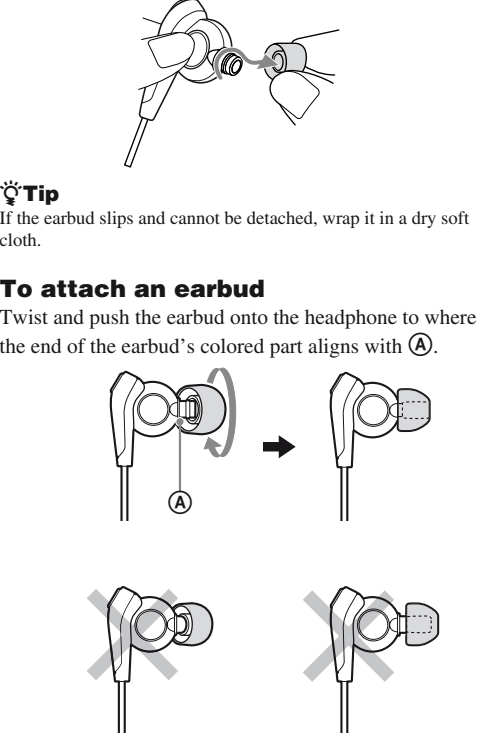 Tip
If the earbud slips and cannot be detached, wrap it in a dry soft
cloth.
To attach an earbud
Twist and push the earbud onto the headphone to where
the end of the earbud’s colored part aligns with Ⓐ.
Ⓐ